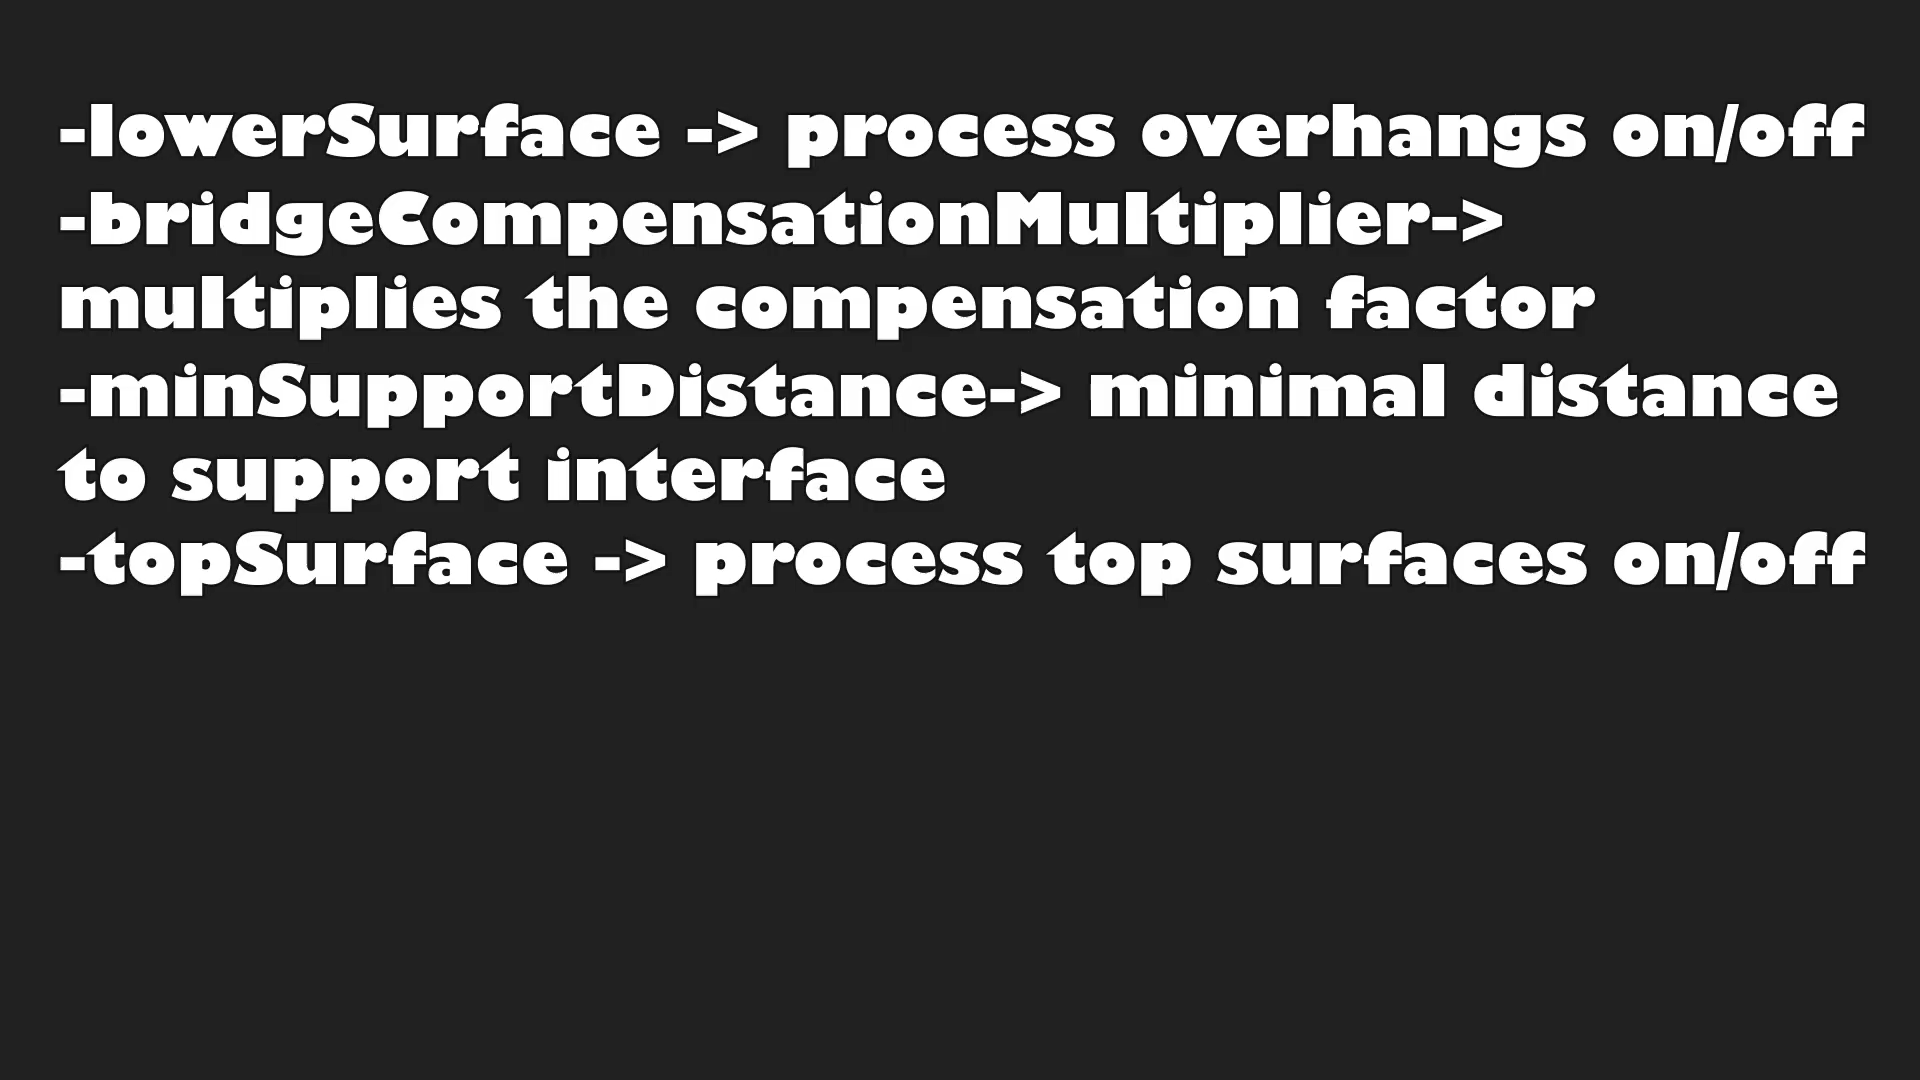 -lowerSurface -> process overhangs on/off
-bridgeCompensationMultiplier->
multiplies the compensation factor
-minSupportDistance-> minimal distance
to support interface
-topSurface -> process top surfaces on/off